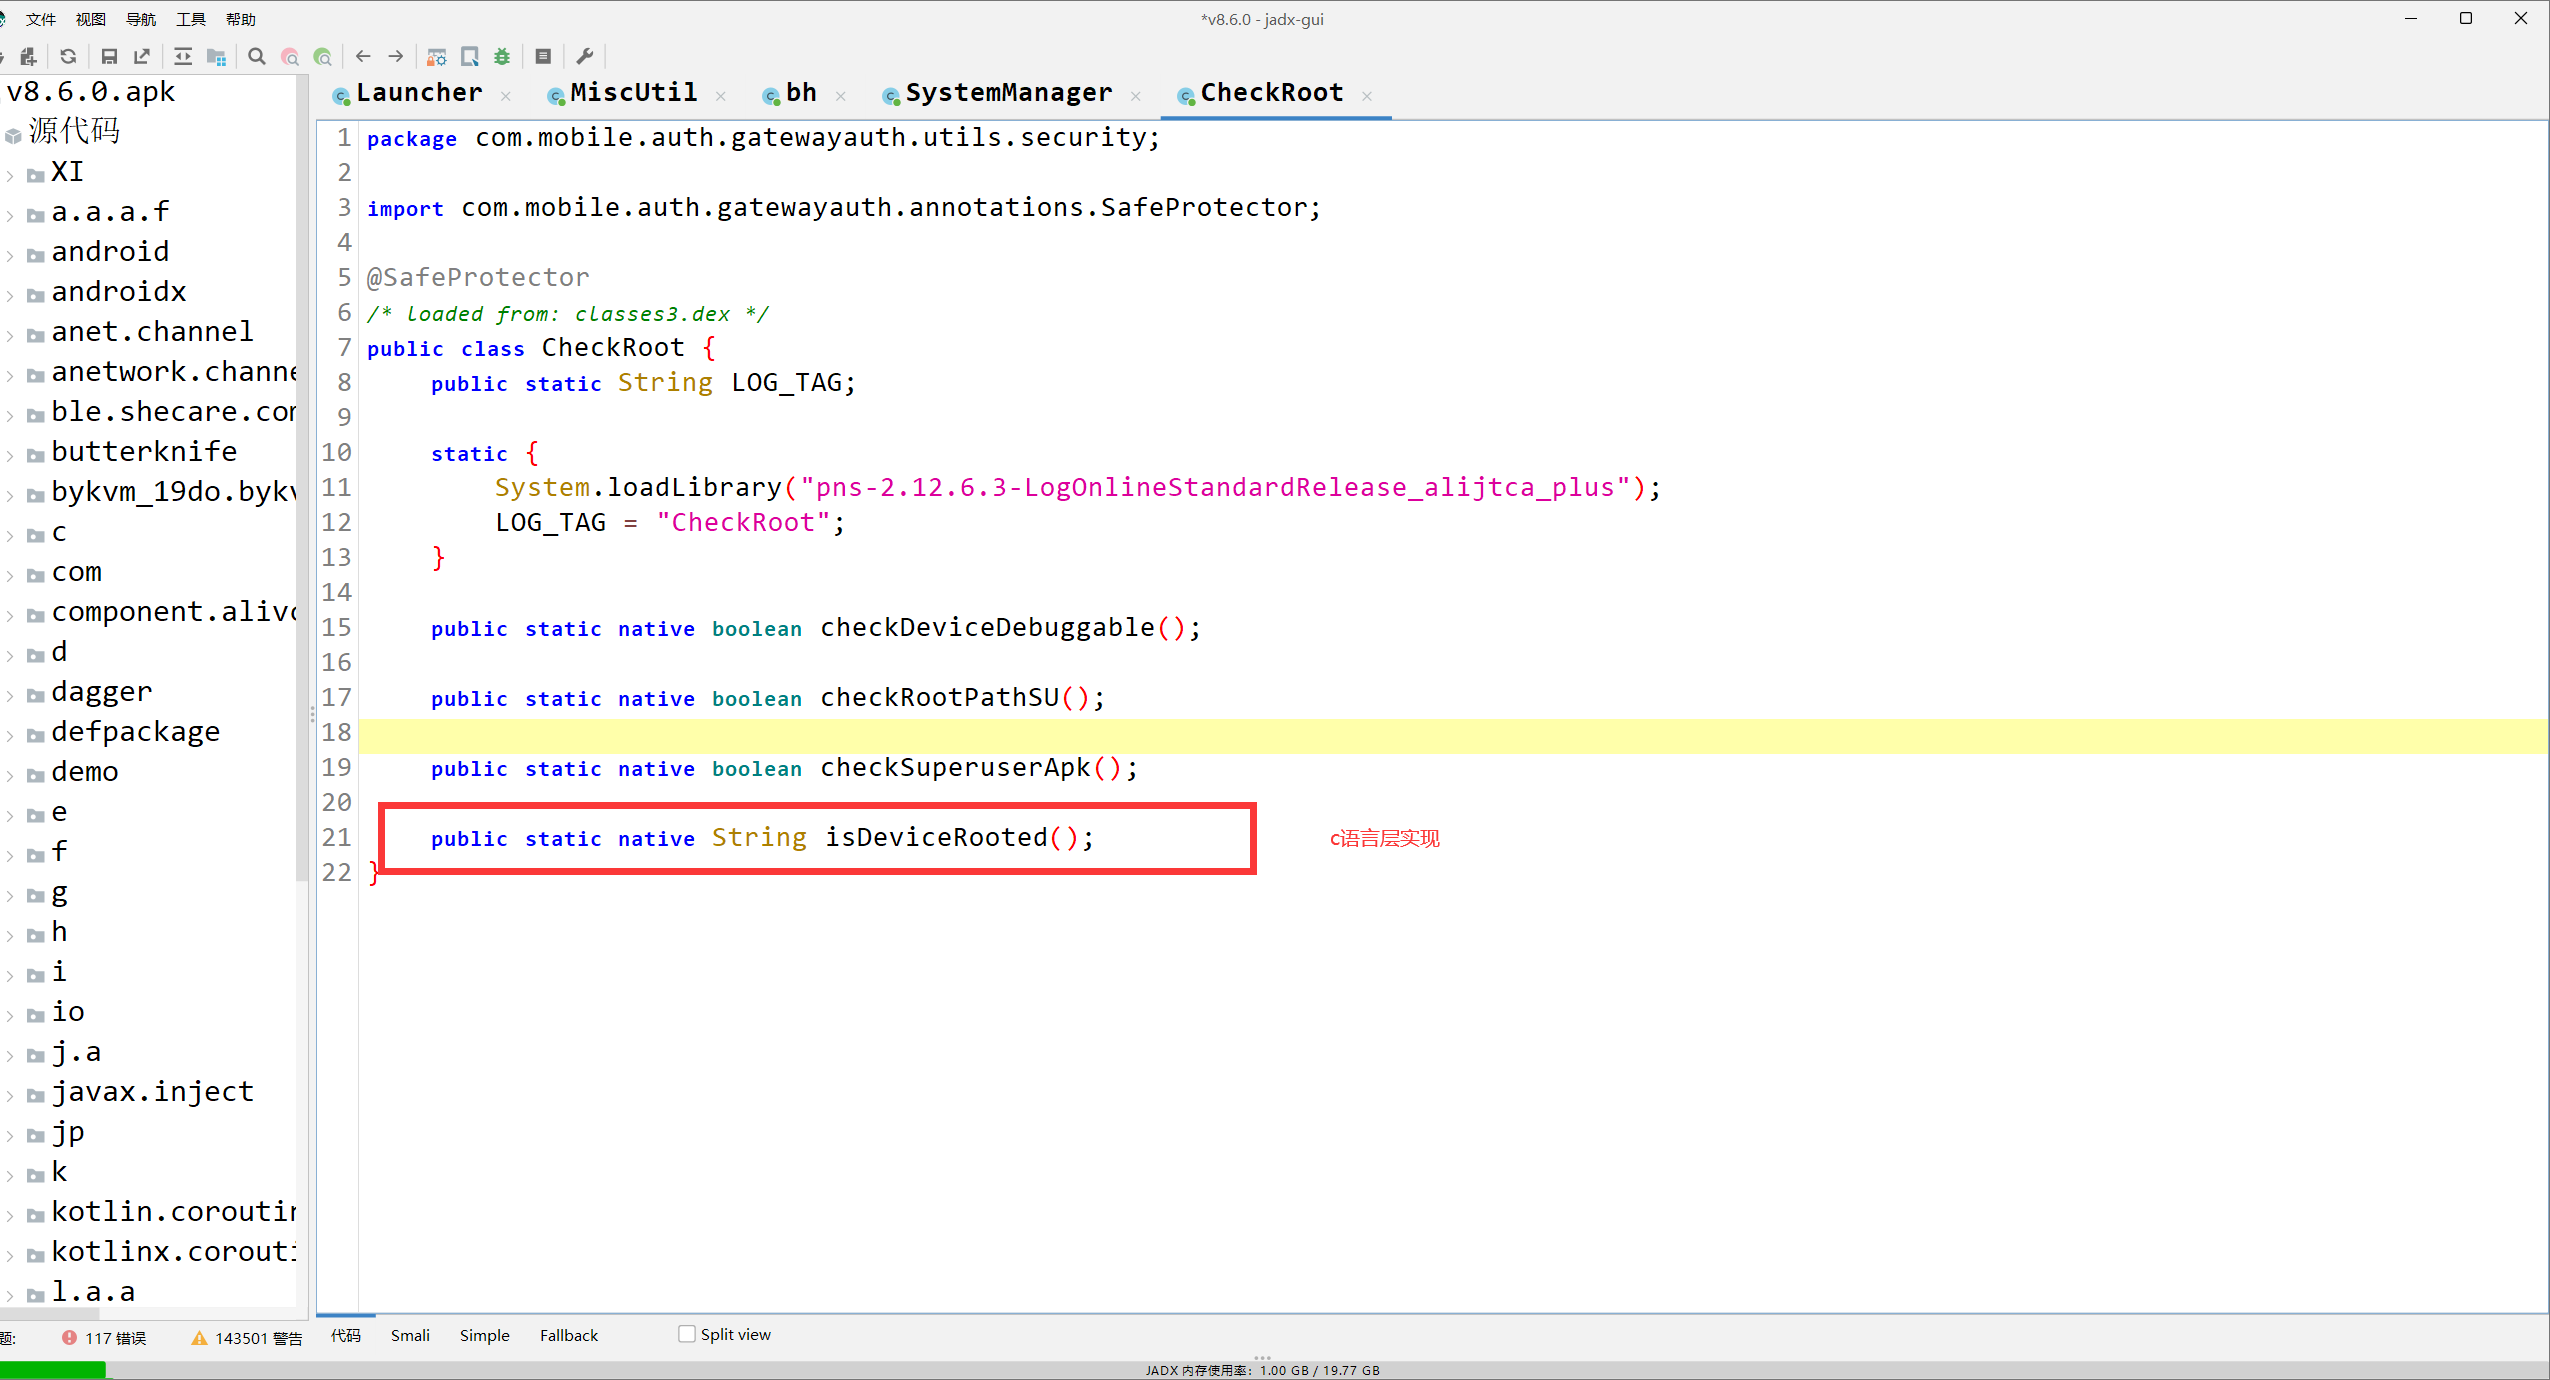 文件 视图 导航 工具 帮助
*v8.6.0 - jadx-gui
v8.6.0.apk
源代码
XI
a.a.a.f
android
androidx
anet.channel
anetwork.channe
ble.shecare.com
butterknife
bykvm_19do.bykv
c
com
component.alivc
d
dagger
defpackage
demo
e
f
g
h
i
io
j.a
javax.inject
jp
k
kotlin.coroutin
kotlinx.corouti
l.a.a
Launcher MiscUtil bh SystemManager CheckRoot
1 package com.mobile.auth.gatewayauth.utils.security;
2
3 import com.mobile.auth.gatewayauth.annotations.SafeProtector;
4
5 @SafeProtector
6 /* loaded from: classes3.dex */
7 public class CheckRoot {
8 public static String LOG_TAG;
9
10 static {
11 System.loadLibrary("pns-2.12.6.3-LogOnlineStandardRelease_alijtca_plus");
12 LOG_TAG = "CheckRoot";
13 }
14
15 public static native boolean checkDeviceDebuggable();
16
17 public static native boolean checkRootPathSU();
18
19 public static native boolean checkSuperuserApk();
20
21 public static native String isDeviceRooted();
c语言层实现
22 }
题: 117 错误 143501 警告
代码 Smali Simple Fallback Split view
JADX 内存使用率: 1.00 GB / 19.77 GB